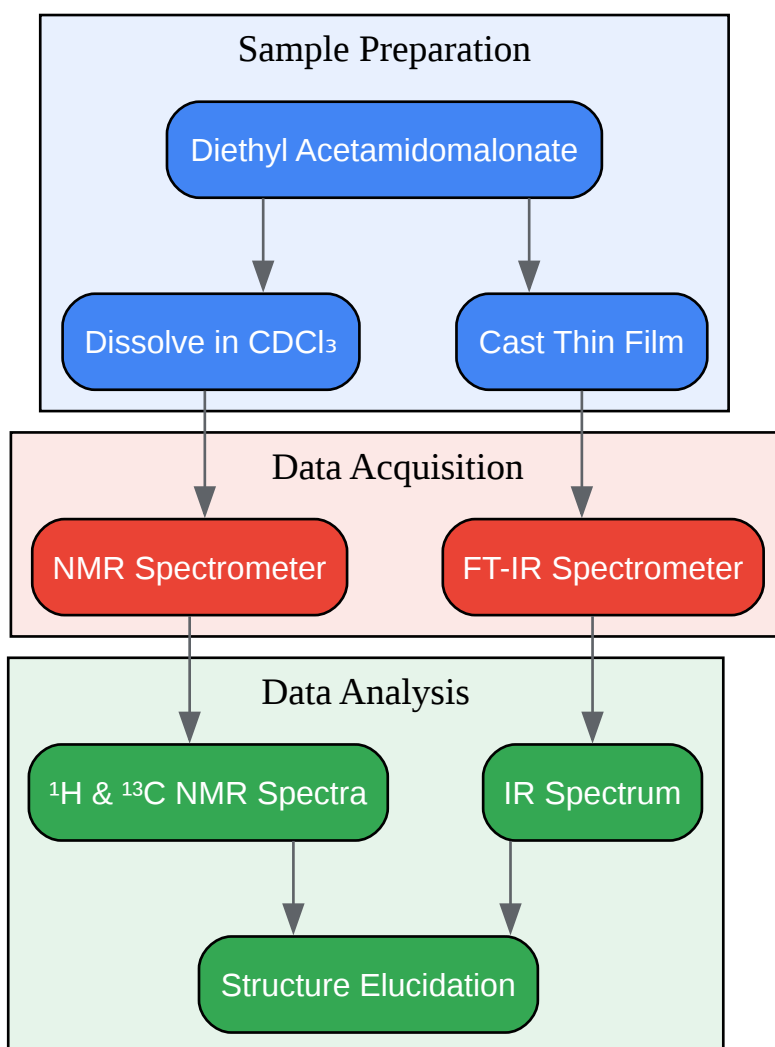 Sample Preparation
Diethyl Acetamidomalonate
Dissolve in CDCl₃
Cast Thin Film
Data Acquisition
NMR Spectrometer
FT-IR Spectrometer
Data Analysis
¹H & ¹³C NMR Spectra
IR Spectrum
Structure Elucidation